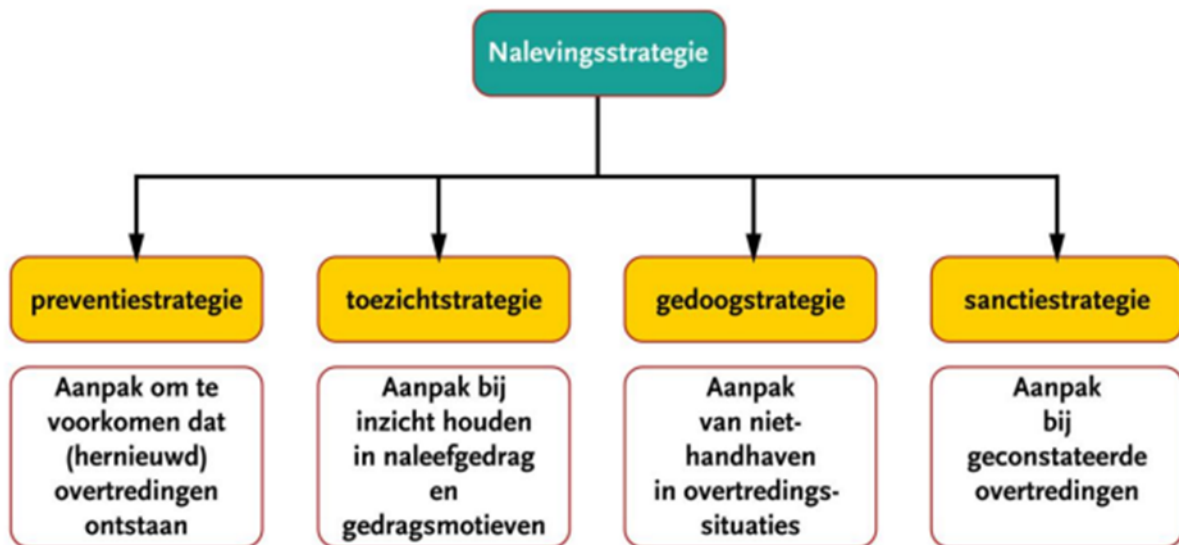 Nalevingsstrategie
preventiestrategie
Aanpak om te
voorkomen dat
(hernieuwd)
overtredingen
ontstaan
toezichtstrategie
Aanpak bij
inzicht houden
in naleefgedrag
en
gedragsmotieven
gedoogstrategie
Aanpak
van niet-
handhaven
in overtredings-
situaties
sanctiestrategie
Aanpak
bij
geconstateerde
overtredingen